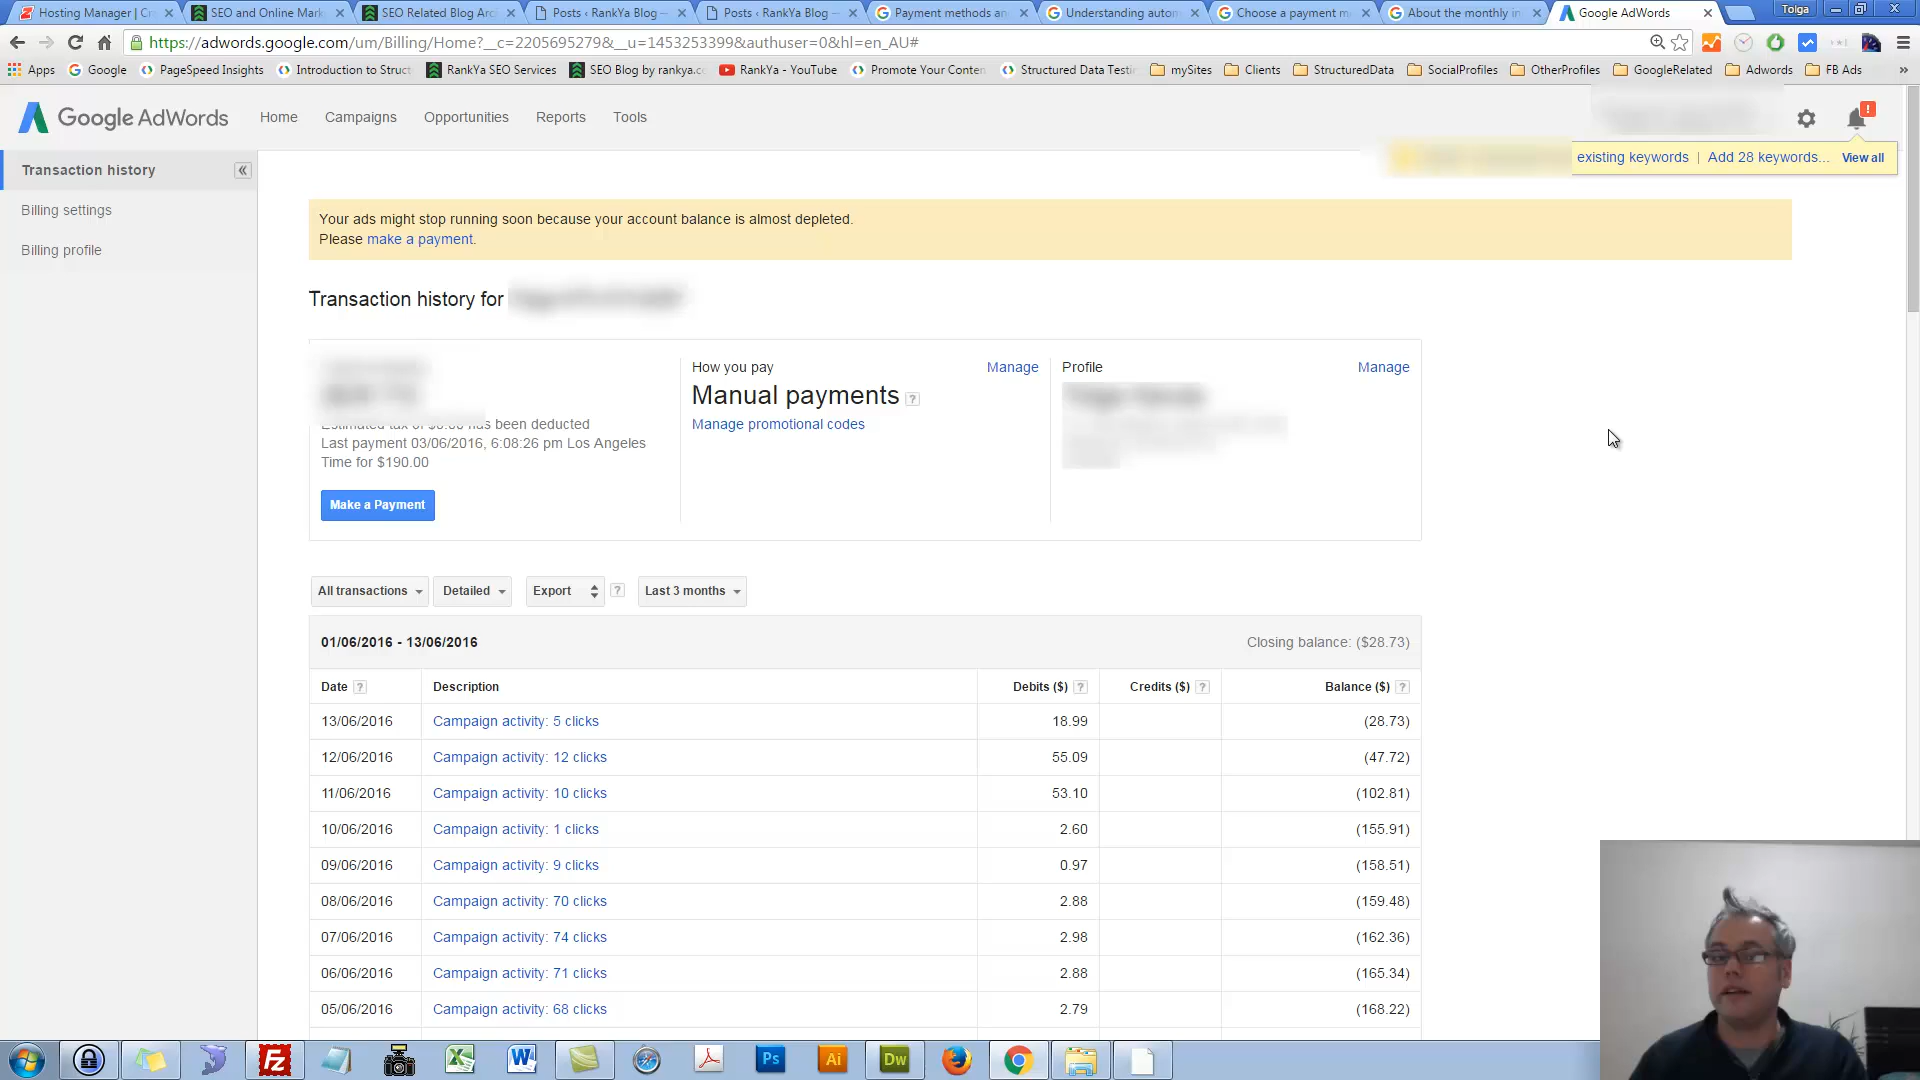 Hosting Manager | Cr
SEO and Online Mark
SEO Related Blog Arc
Posts ‹ RankYa Blog —
Posts ‹ RankYa Blog —
Payment methods an
Understanding auton
Choose a payment m
About the monthly in
Google AdWords
Tolga
https://adwords.google.com/um/Billing/Home?__c=2205695279&__u=1453253399&authuser=0&hl=en_AU#
Apps
Google
PageSpeed Insights
Introduction to Struct
RankYa SEO Services
SEO Blog by rankya.c
RankYa - YouTube
Promote Your Conten
Structured Data Testi
mySites
Clients
StructuredData
SocialProfiles
OtherProfiles
GoogleRelated
Adwords
FB Ads
»
Google AdWords
Home
Campaigns
Opportunities
Reports
Tools
!
existing keywords | Add 28 keywords... View all
Transaction history
«
Billing settings
Billing profile
Your ads might stop running soon because your account balance is almost depleted.
Please make a payment.
Transaction history for
has been deducted
Last payment 03/06/2016, 6:08:26 pm Los Angeles
Time for $190.00
Make a Payment
How you pay
Manage
Manual payments ?
Manage promotional codes
Profile
Manage
All transactions
Detailed
Export
?
Last 3 months
01/06/2016 - 13/06/2016
Closing balance: ($28.73)
Date ? Description Debits ($) ? Credits ($) ? Balance ($) ?
13/06/2016 Campaign activity: 5 clicks 18.99 (28.73)
12/06/2016 Campaign activity: 12 clicks 55.09 (47.72)
11/06/2016 Campaign activity: 10 clicks 53.10 (102.81)
10/06/2016 Campaign activity: 1 clicks 2.60 (155.91)
09/06/2016 Campaign activity: 9 clicks 0.97 (158.51)
08/06/2016 Campaign activity: 70 clicks 2.88 (159.48)
07/06/2016 Campaign activity: 74 clicks 2.98 (162.36)
06/06/2016 Campaign activity: 71 clicks 2.88 (165.34)
05/06/2016 Campaign activity: 68 clicks 2.79 (168.22)
Fz
Ps
Ai
Dw